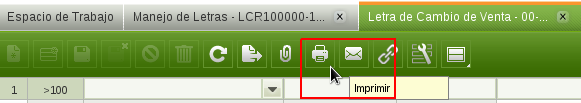 Espacio de Trabajo Manejo de Letras - LCR100000-1... Letra de Cambio de Venta - 00-...
1 >100
Imprimir